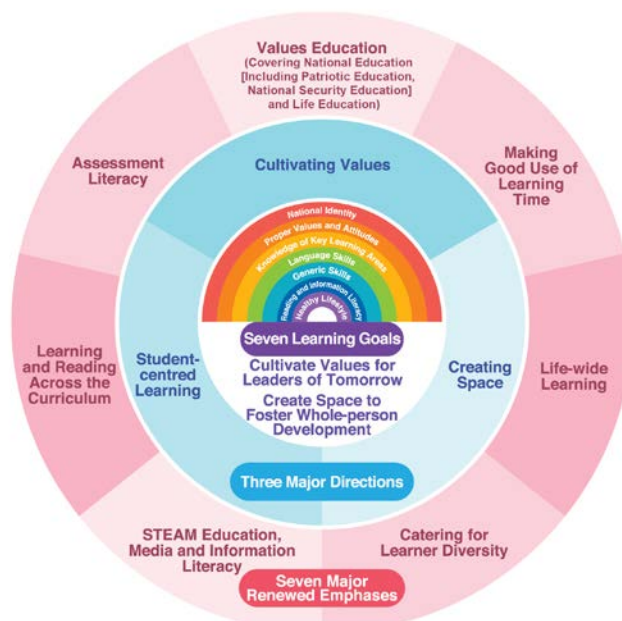 Values Education
(Covering National Education
[Including Patriotic Education,
National Security Education]
and Life Education)
Assessment
Literacy
Making
Good Use of
Learning
Time
Cultivating Values
National Identity
Proper Values and Attitudes
Knowledge of Key Learning Areas
Language Skills
Generic Skills
Reading and Information Literacy
Healthy Lifestyle
Seven Learning Goals
Cultivate Values for
Leaders of Tomorrow
Create Space to
Foster Whole-person
Development
Student-
centred
Learning
Creating
Space
Learning
and Reading
Across the
Curriculum
Life-wide
Learning
Three Major Directions
STEAM Education,
Media and Information
Literacy
Catering for
Learner Diversity
Seven Major
Renewed Emphases